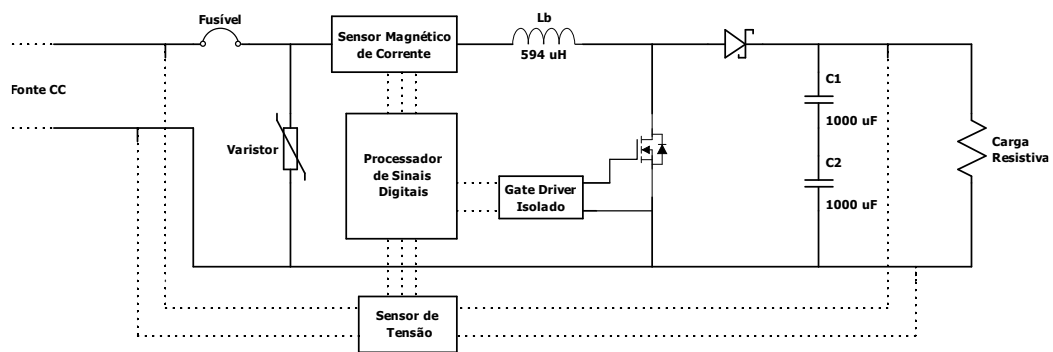 Fusível
Sensor Magnético
de Corrente
Lb
594 uH
Fonte CC
C1
1000 uF
Varistor
Processador
de Sinais
Digitais
Gate Driver
Isolado
C2
1000 uF
Carga
Resistiva
Sensor de
Tensão